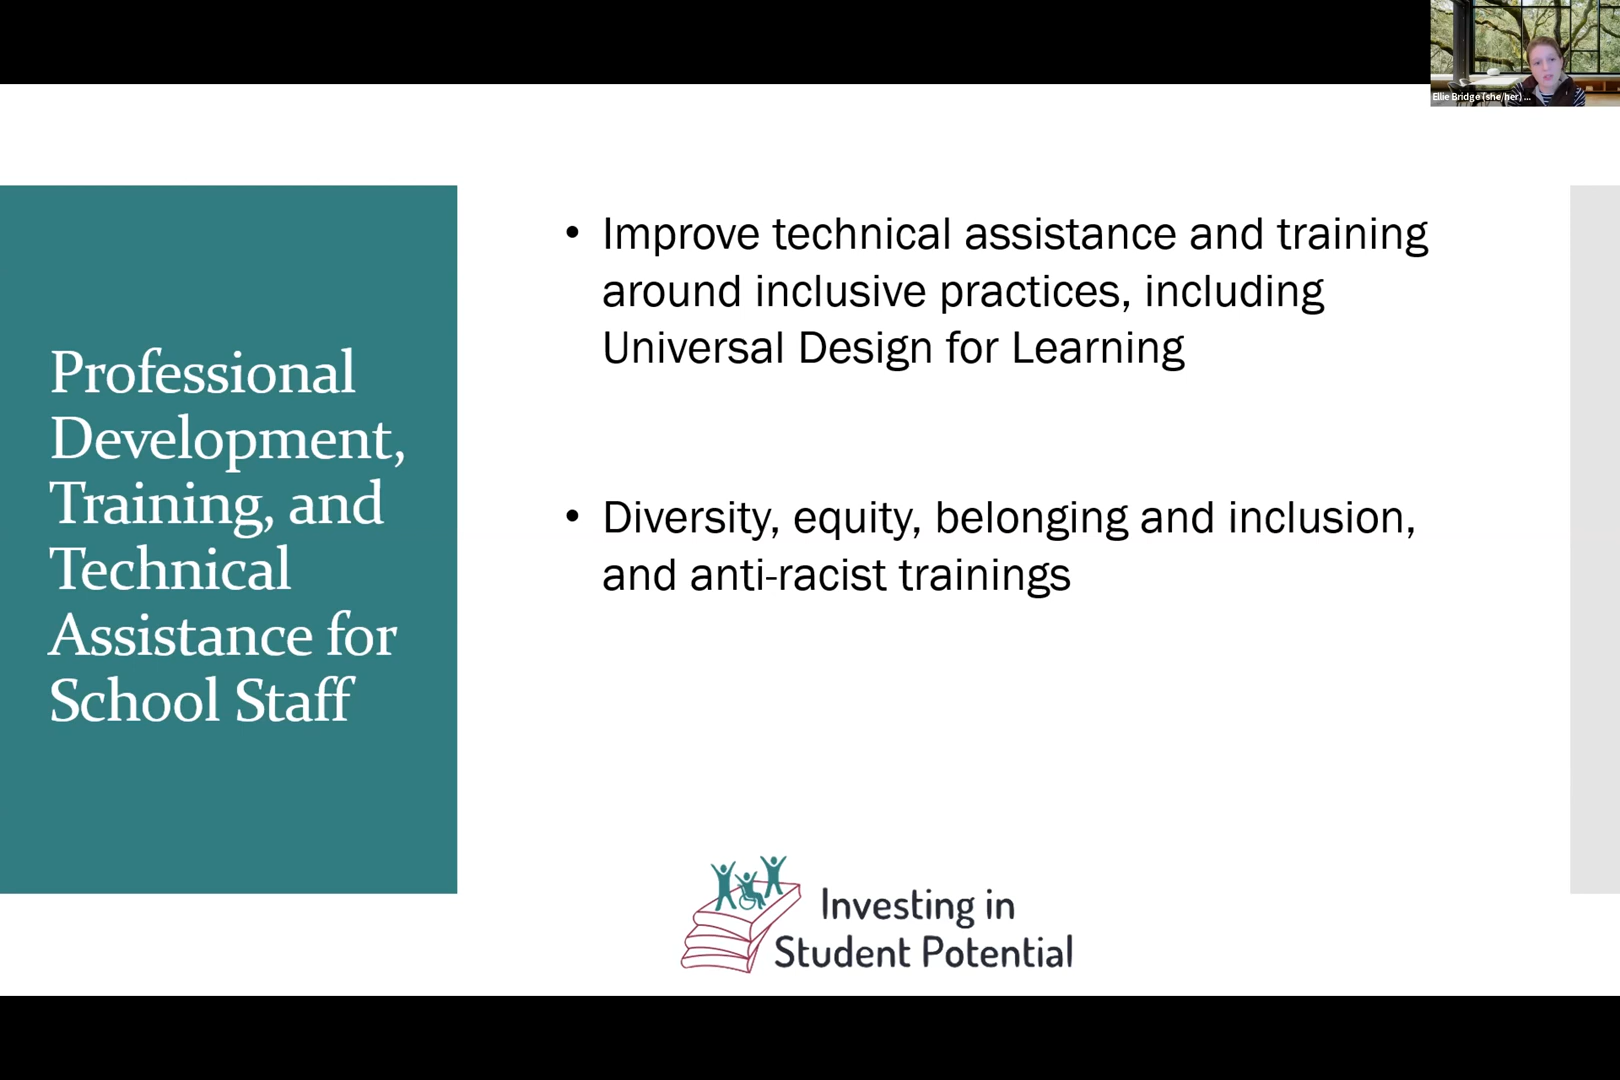 Ellie Bridge (she/her) ...
Professional
Development,
Training, and
Technical
Assistance for
School Staff
• Improve technical assistance and training
around inclusive practices, including
Universal Design for Learning
• Diversity, equity, belonging and inclusion,
and anti-racist trainings
Investing in
Student Potential